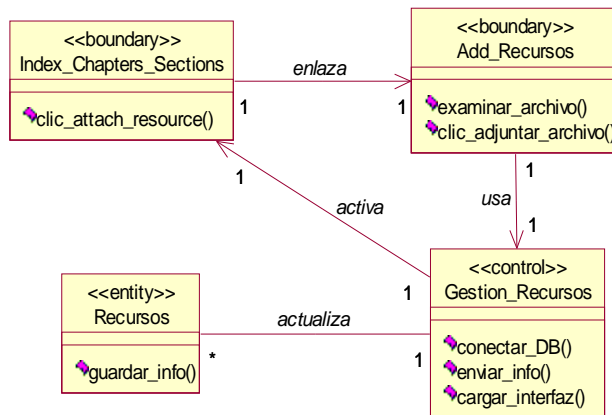 <<boundary>>
Index_Chapters_Sections
clic_attach_resource()
enlaza
1
1
<<boundary>>
Add_Recursos
examinar_archivo()
clic_adjuntar_archivo()
1
usa
1
1
activa
1
<<entity>>
Recursos
guardar_info()
actualiza
*
1
<<control>>
Gestion_Recursos
conectar_DB()
enviar_info()
cargar_interfaz()